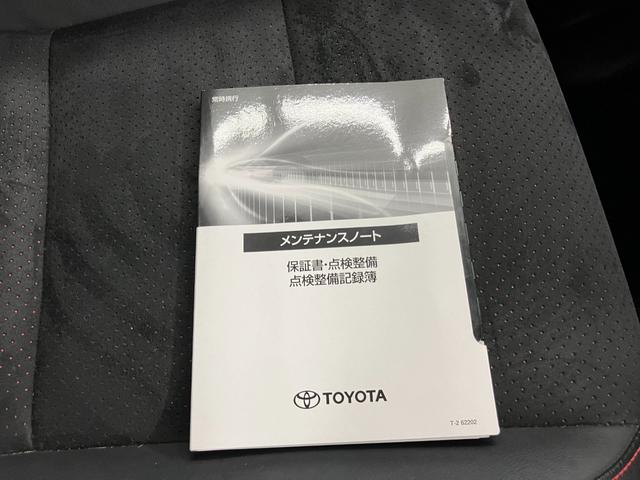 常時携行
メンテナンスノート
保証書・点検整備
点検整備記録簿
TOYOTA
T-2 62202